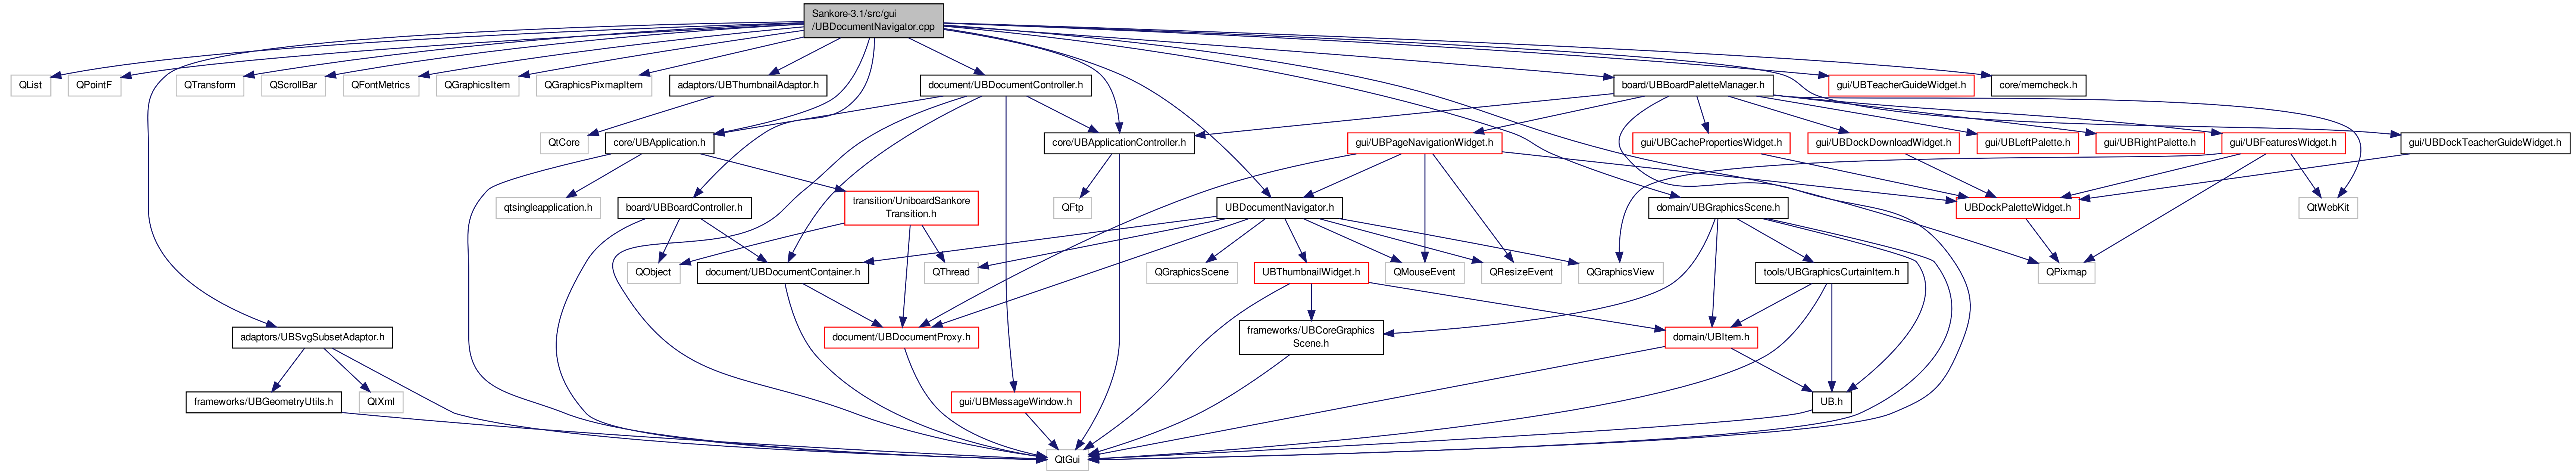 Sankore-3.1/src/gui
/UBDocumentNavigator.cpp
QList
QPointF
QTransform
QScrollBar
QFontMetrics
QGraphicsItem
QGraphicsPixmapItem
adaptors/UBThumbnailAdaptor.h
document/UBDocumentController.h
board/UBBoardPaletteManager.h
gui/UBTeacherGuideWidget.h
core/memcheck.h
QtCore
core/UBApplication.h
core/UBApplicationController.h
gui/UBPageNavigationWidget.h
gui/UBCachePropertiesWidget.h
gui/UBDockDownloadWidget.h
gui/UBLeftPalette.h
gui/UBRightPalette.h
gui/UBFeaturesWidget.h
gui/UBDockTeacherGuideWidget.h
qtsingleapplication.h
board/UBBoardController.h
transition/UniboardSankore
Transition.h
QFtp
UBDocumentNavigator.h
domain/UBGraphicsScene.h
UBDockPaletteWidget.h
QtWebKit
QObject
document/UBDocumentContainer.h
QThread
QGraphicsScene
UBThumbnailWidget.h
QMouseEvent
QResizeEvent
QGraphicsView
tools/UBGraphicsCurtainItem.h
QPixmap
adaptors/UBSvgSubsetAdaptor.h
document/UBDocumentProxy.h
frameworks/UBCoreGraphics
Scene.h
domain/UBItem.h
frameworks/UBGeometryUtils.h
QtXml
gui/UBMessageWindow.h
UB.h
QtGui